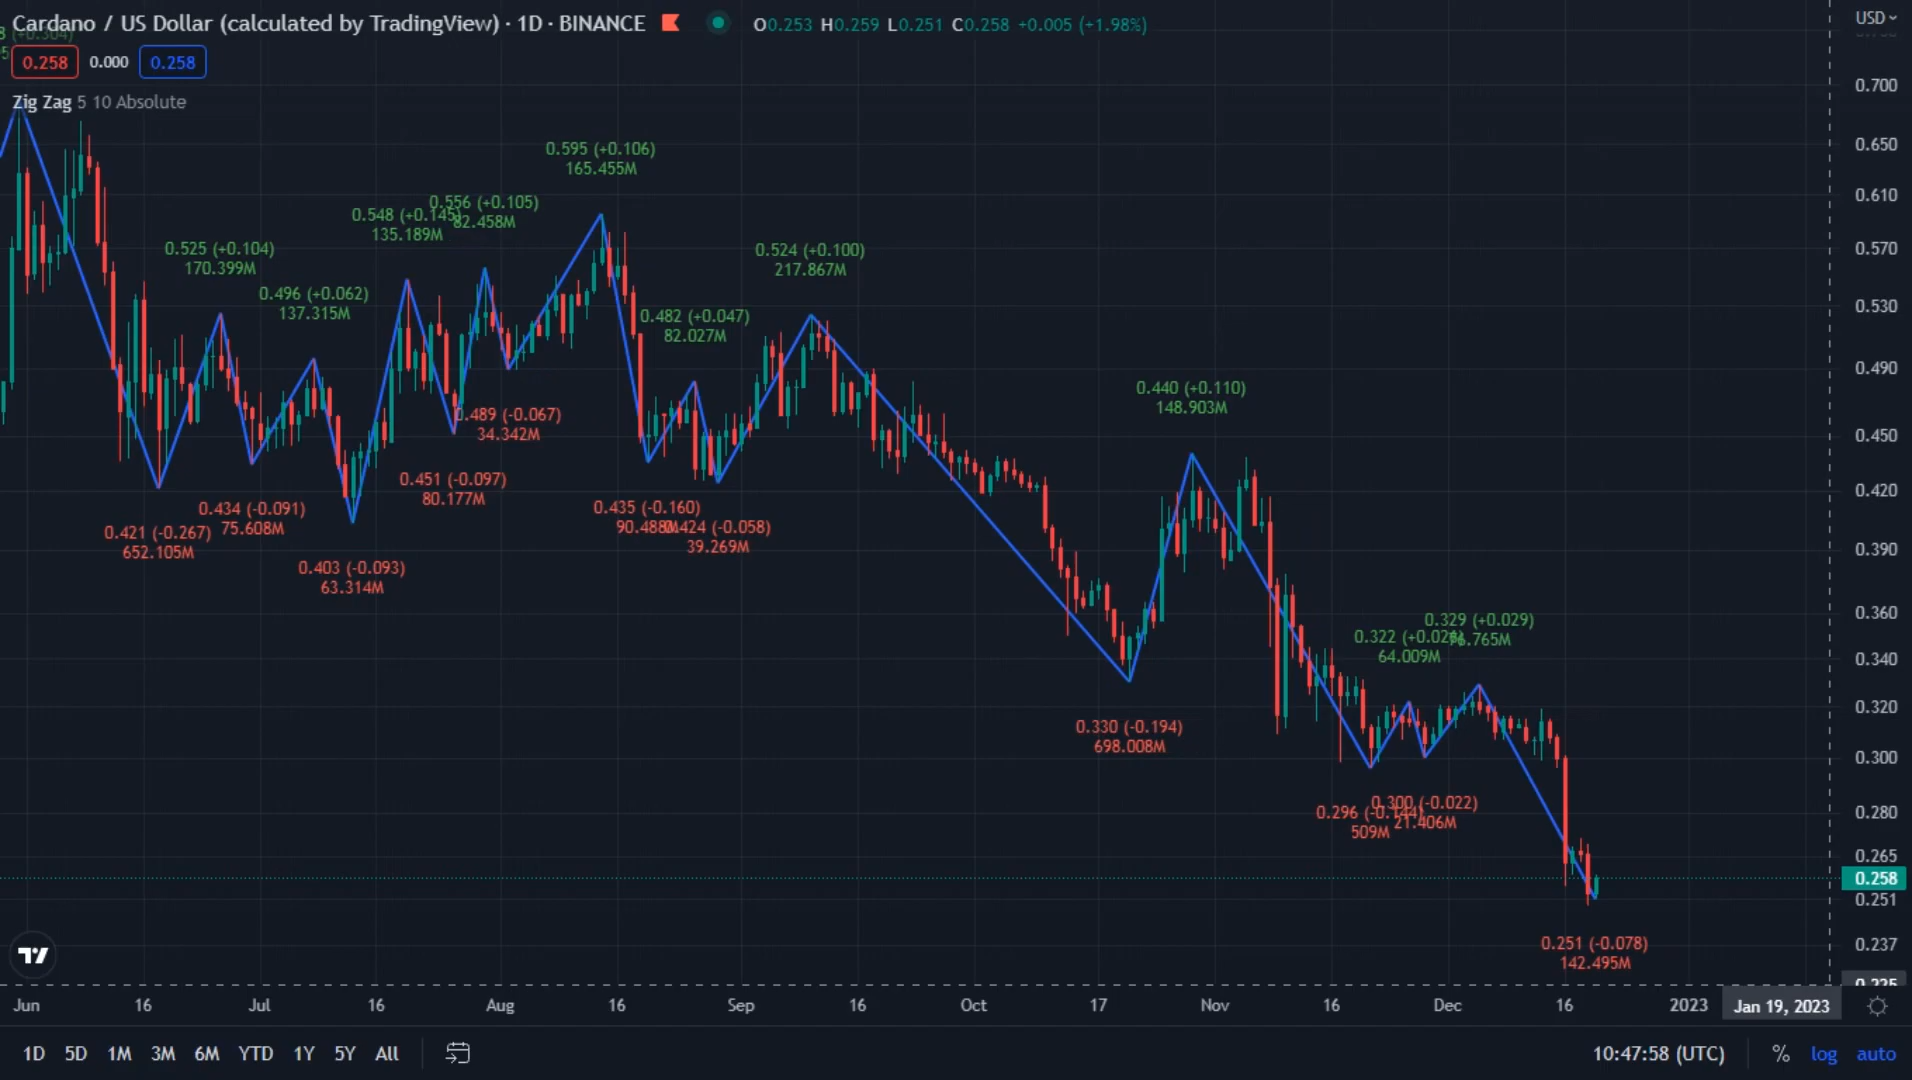 Cardano / US Dollar (calculated by TradingView) · 1D · BINANCE O0.253 H0.259 L0.251 C0.258 +0.005 (+1.98%)
USD
0.258 0.000 0.258
Zig Zag 5 10 Absolute
0.700
0.650
0.610
0.570
0.530
0.490
0.450
0.420
0.390
0.360
0.340
0.320
0.300
0.280
0.265
0.258
0.251
0.237
0.225
0.595 (+0.106)
165.455M
0.556 (+0.105)
82.458M
0.548 (+0.145)
135.189M
0.525 (+0.104)
170.399M
0.496 (+0.062)
137.315M
0.482 (+0.047)
82.027M
0.524 (+0.100)
217.867M
0.440 (+0.110)
148.903M
0.489 (-0.067)
34.342M
0.451 (-0.097)
80.177M
0.421 (-0.267)
652.105M
0.434 (-0.091)
75.608M
0.403 (-0.093)
63.314M
0.435 (-0.160)
90.488M
0.424 (-0.058)
39.269M
0.330 (-0.194)
698.008M
0.322
64.009M
0.329 (+0.029)
0.296 (-0.144)
509M
0.300 (-0.022)
21.406M
0.251 (-0.078)
142.495M
Jun 16 Jul 16 Aug 16 Sep 16 Oct 17 Nov 16 Dec 16 2023 Jan 19, 2023
1D 5D 1M 3M 6M YTD 1Y 5Y All 10:47:58 (UTC) % log auto